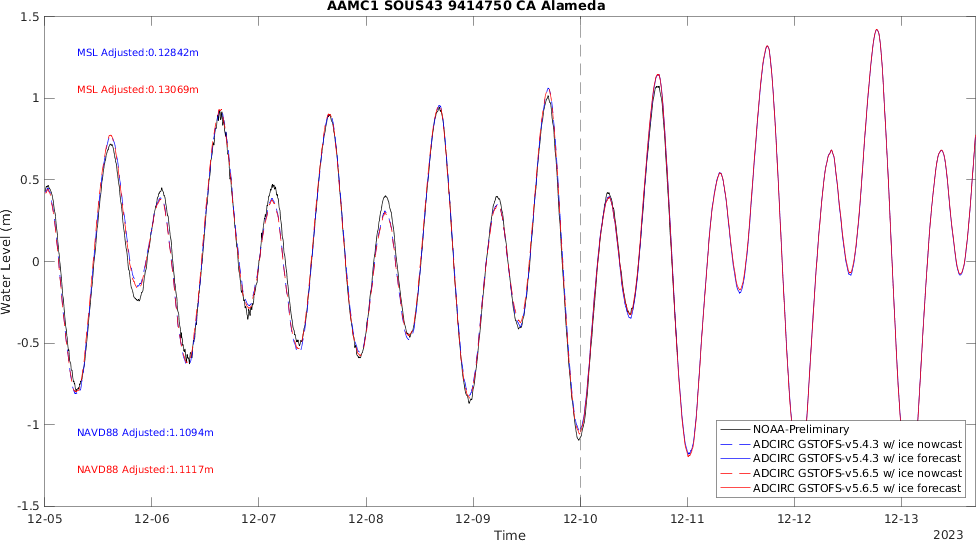 AAMC1 SOUS43 9414750 CA Alameda
1.5
1
0.5
0
-0.5
-1
-1.5
Water Level (m)
MSL Adjusted:0.12842m
MSL Adjusted:0.13069m
NAVD88 Adjusted:1.1094m
NAVD88 Adjusted:1.1117m
NOAA-Preliminary
ADCIRC GSTOFS-v5.4.3 w/ ice nowcast
ADCIRC GSTOFS-v5.4.3 w/ ice forecast
ADCIRC GSTOFS-v5.6.5 w/ ice nowcast
ADCIRC GSTOFS-v5.6.5 w/ ice forecast
12-05 12-06 12-07 12-08 12-09 12-10 12-11 12-12 12-13
Time
2023